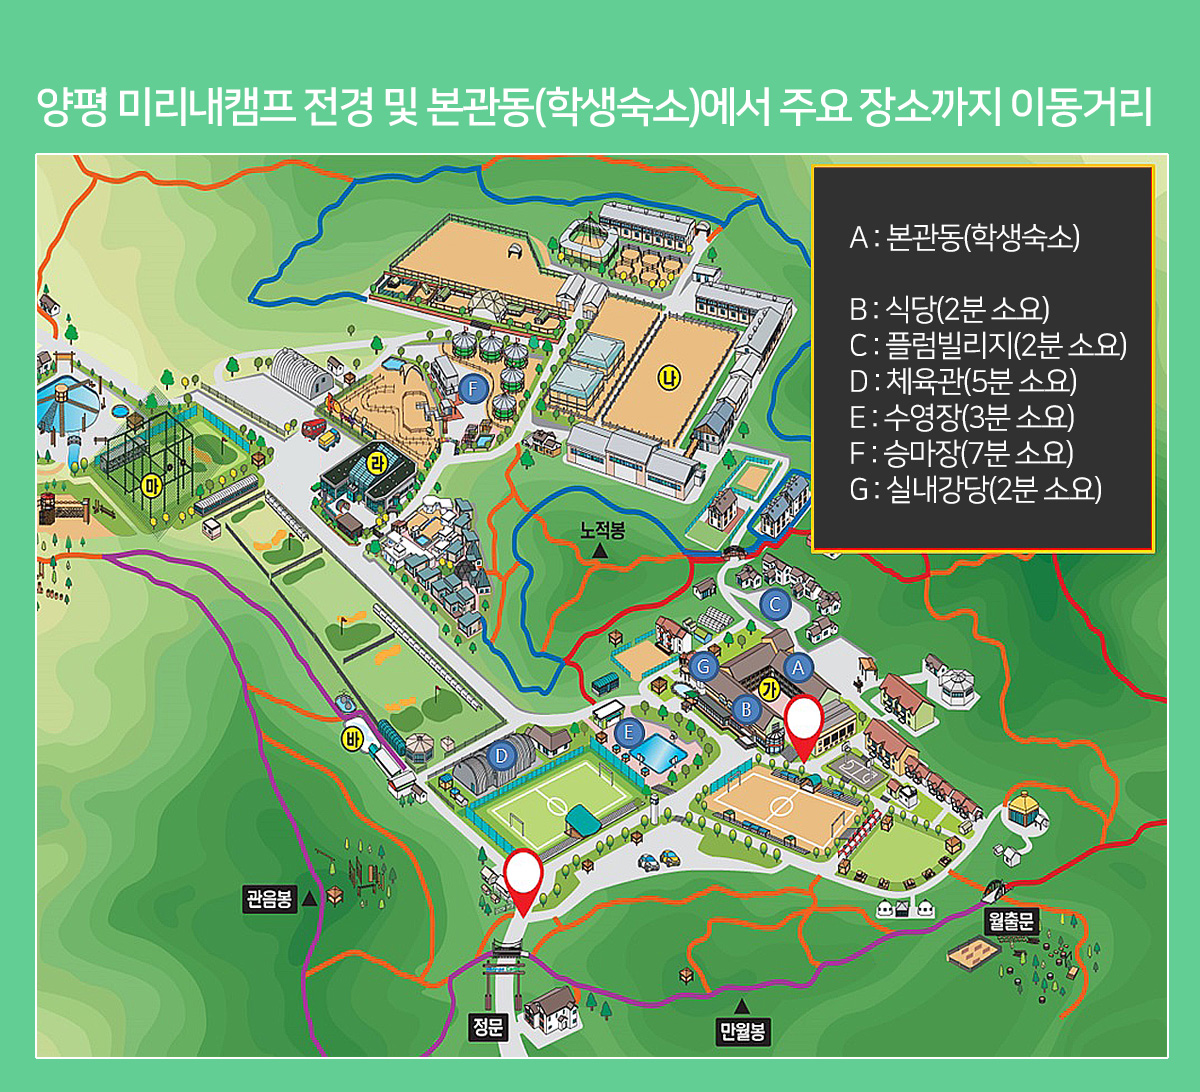 양평 미리내캠프 전경 및 본관동(학생숙소)에서 주요 장소까지 이동거리
A : 본관동(학생숙소)
B : 식당(2분 소요)
C : 플럼빌리지(2분 소요)
D : 체육관(5분 소요)
E : 수영장(3분 소요)
F : 승마장(7분 소요)
G : 실내강당(2분 소요)
나
F
라
마
노적봉
C
G
A
가
B
E
바
D
관음봉
월출문
정문
만월봉